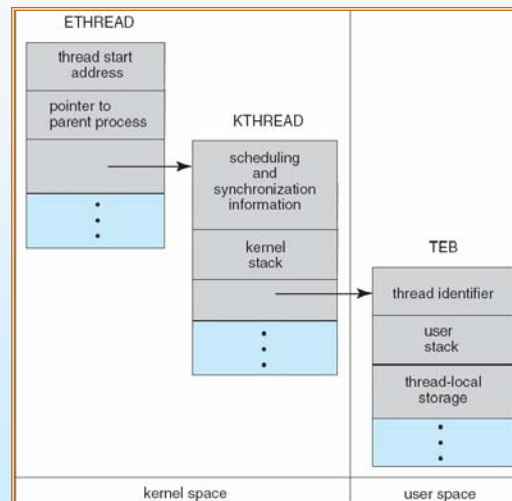 ETHREAD
thread start
address
pointer to
parent process
KTHREAD
scheduling
and
synchronization
information
kernel
stack
TEB
thread identifier
user
stack
thread-local
storage
kernel space
user space